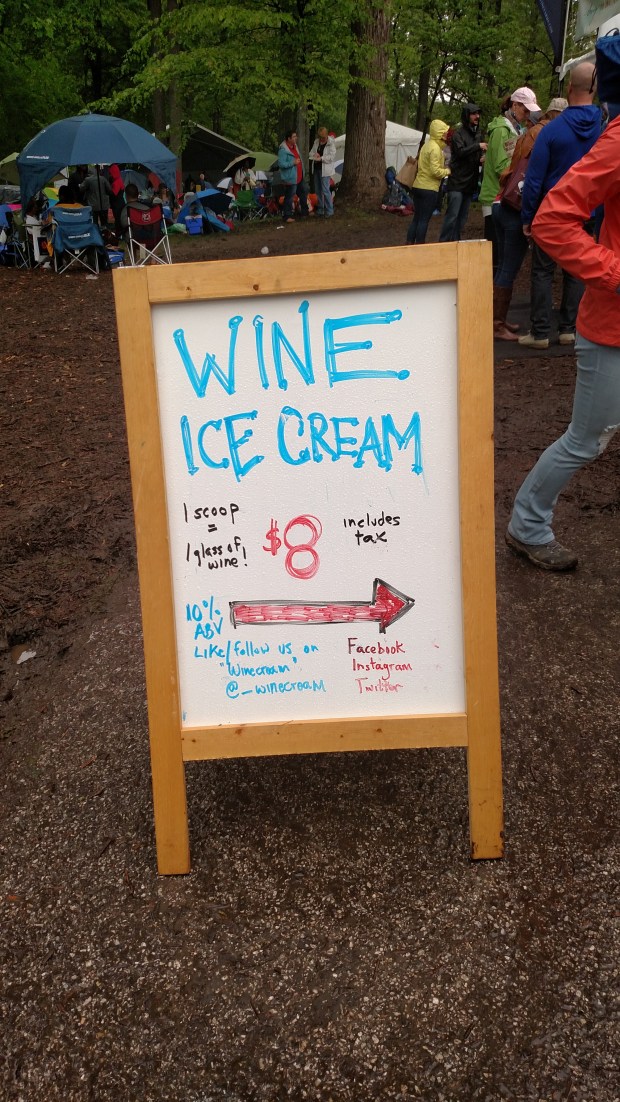 WINE
ICE CREAM
1 scoop
=
1 glass of
wine!
$8
includes
tax
10%
ABV
Like/follow us on
"Winecream"
@_winecream
Facebook
Instagram
Twitter